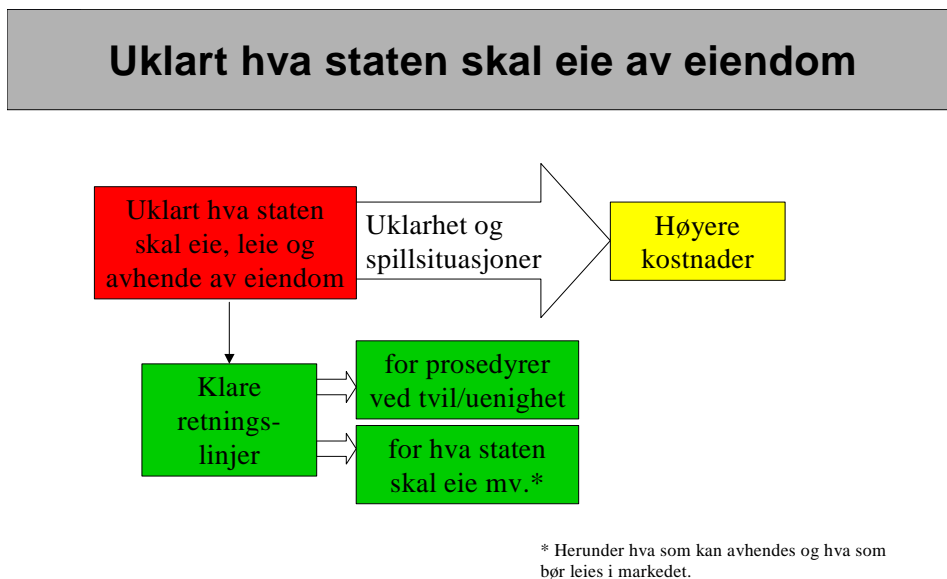 Uklart hva staten skal eie av eiendom
Uklart hva staten
skal eie, leie og
avhende av eiendom
Uklarhet og
spillsituasjoner
Høyere
kostnader
Klare
retnings-
linjer
for prosedyrer
ved tvil/uenighet
for hva staten
skal eie mv.*
* Herunder hva som kan avhendes og hva som
bør leies i markedet.